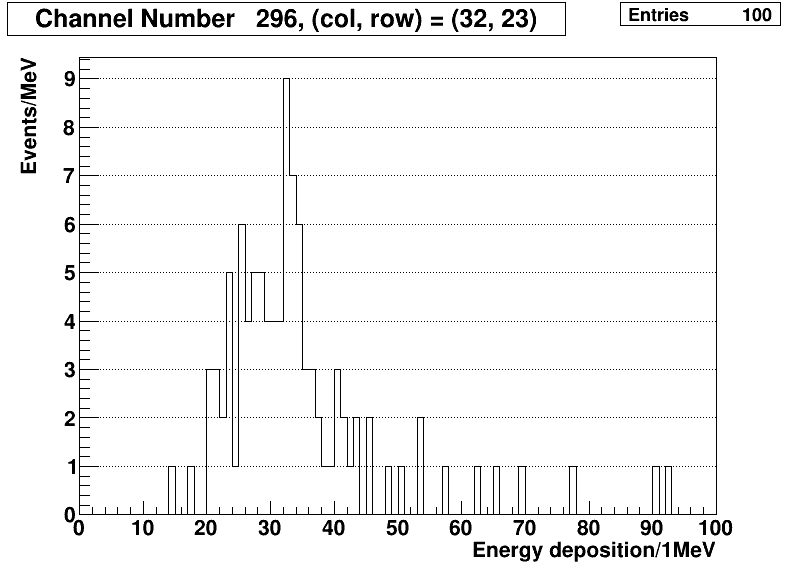 Channel Number 296, (col, row) = (32, 23)
Entries 100
Events/MeV
9
8
7
6
5
4
3
2
1
0
0 10 20 30 40 50 60 70 80 90 100
Energy deposition/1MeV